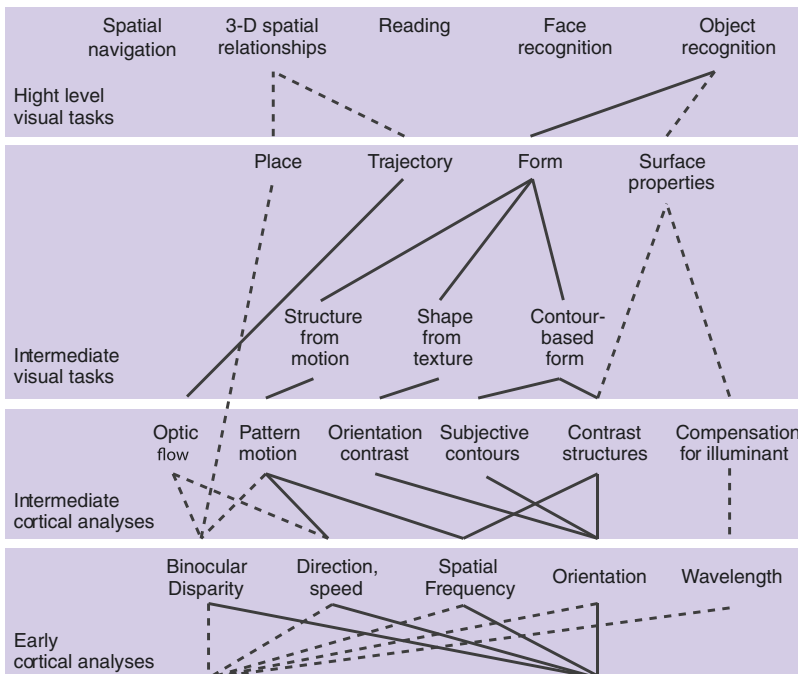 Spatial
navigation
3-D spatial
relationships
Reading
Face
recognition
Object
recognition
Hight level
visual tasks
Place
Trajectory
Form
Surface
properties
Structure
from
motion
Shape
from
texture
Contour-
based
form
Intermediate
visual tasks
Optic
flow
Pattern
motion
Orientation
contrast
Subjective
contours
Contrast
structures
Compensation
for illuminant
Intermediate
cortical analyses
Binocular
Disparity
Direction,
speed
Spatial
Frequency
Orientation
Wavelength
Early
cortical analyses